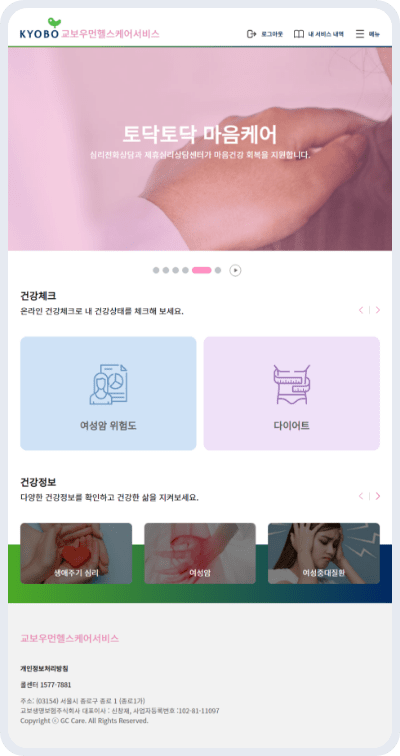 KYOBO 교보우먼헬스케어서비스
로그아웃 내 서비스 내역 메뉴
토닥토닥 마음케어
심리전화상담과 제휴심리상담센터가 마음건강 회복을 지원합니다.
건강체크
온라인 건강체크로 내 건강상태를 체크해 보세요.
여성암 위험도 다이어트
건강정보
다양한 건강정보를 확인하고 건강한 삶을 지켜보세요.
생애주기 심리 여성암 여성중대질환
교보우먼헬스케어서비스
개인정보처리방침
콜센터 1577-7881
주소: (03154) 서울시 종로구 종로 1 (종로1가)
교보생명보험주식회사 대표이사 : 신창재, 사업자등록번호 :102-81-11097
Copyright ⓒ GC Care. All Rights Reserved.